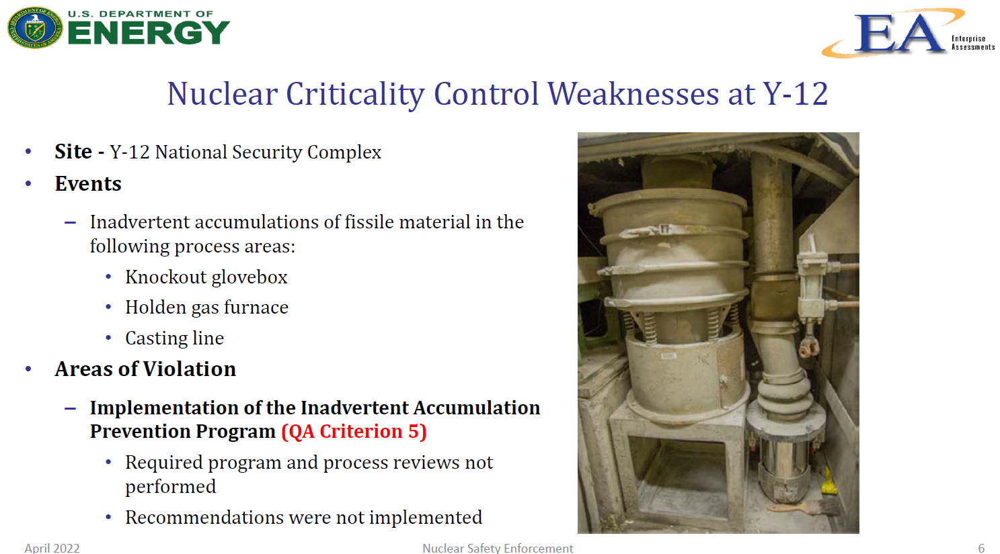 U.S. DEPARTMENT OF
ENERGY
EA Enterprise
Assessments
Nuclear Criticality Control Weaknesses at Y-12
• Site - Y-12 National Security Complex
• Events
– Inadvertent accumulations of fissile material in the
following process areas:
• Knockout glovebox
• Holden gas furnace
• Casting line
• Areas of Violation
– Implementation of the Inadvertent Accumulation
Prevention Program (QA Criterion 5)
• Required program and process reviews not
performed
• Recommendations were not implemented
April 2022
Nuclear Safety Enforcement
6